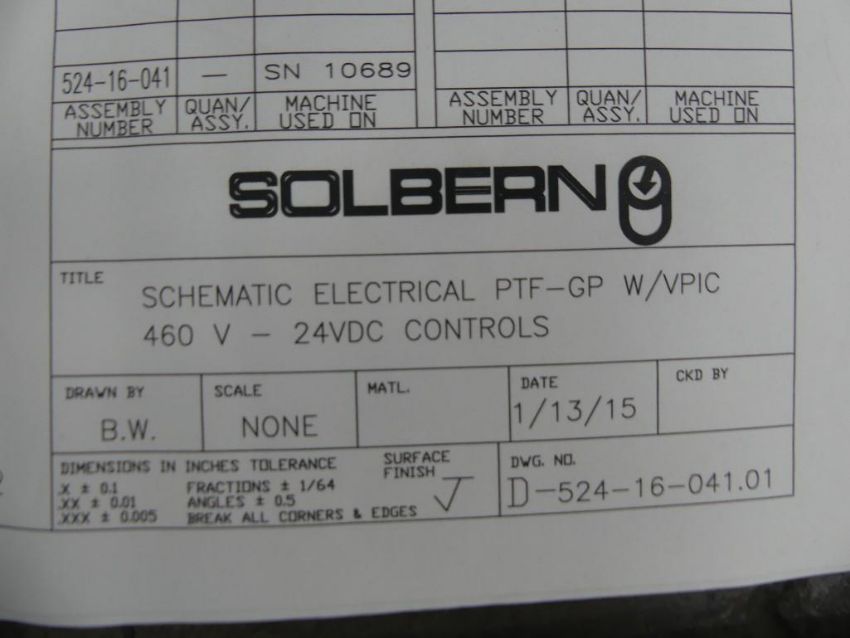 524-16-041 — SN 10689
ASSEMBLY NUMBER QUAN/ ASSY. MACHINE USED ON ASSEMBLY NUMBER QUAN/ ASSY. MACHINE USED ON
SOLBERN
TITLE
SCHEMATIC ELECTRICAL PTF-GP W/VPIC
460 V - 24VDC CONTROLS
DRAWN BY
B.W.
SCALE
NONE
MATL.
DATE
1/13/15
CKD BY
DIMENSIONS IN INCHES TOLERANCE
.X ± 0.1 FRACTIONS ± 1/64
.XX ± 0.01 ANGLES ± 0.5
.XXX ± 0.005 BREAK ALL CORNERS & EDGES
SURFACE
FINISH
DWG. NO.
D-524-16-041.01